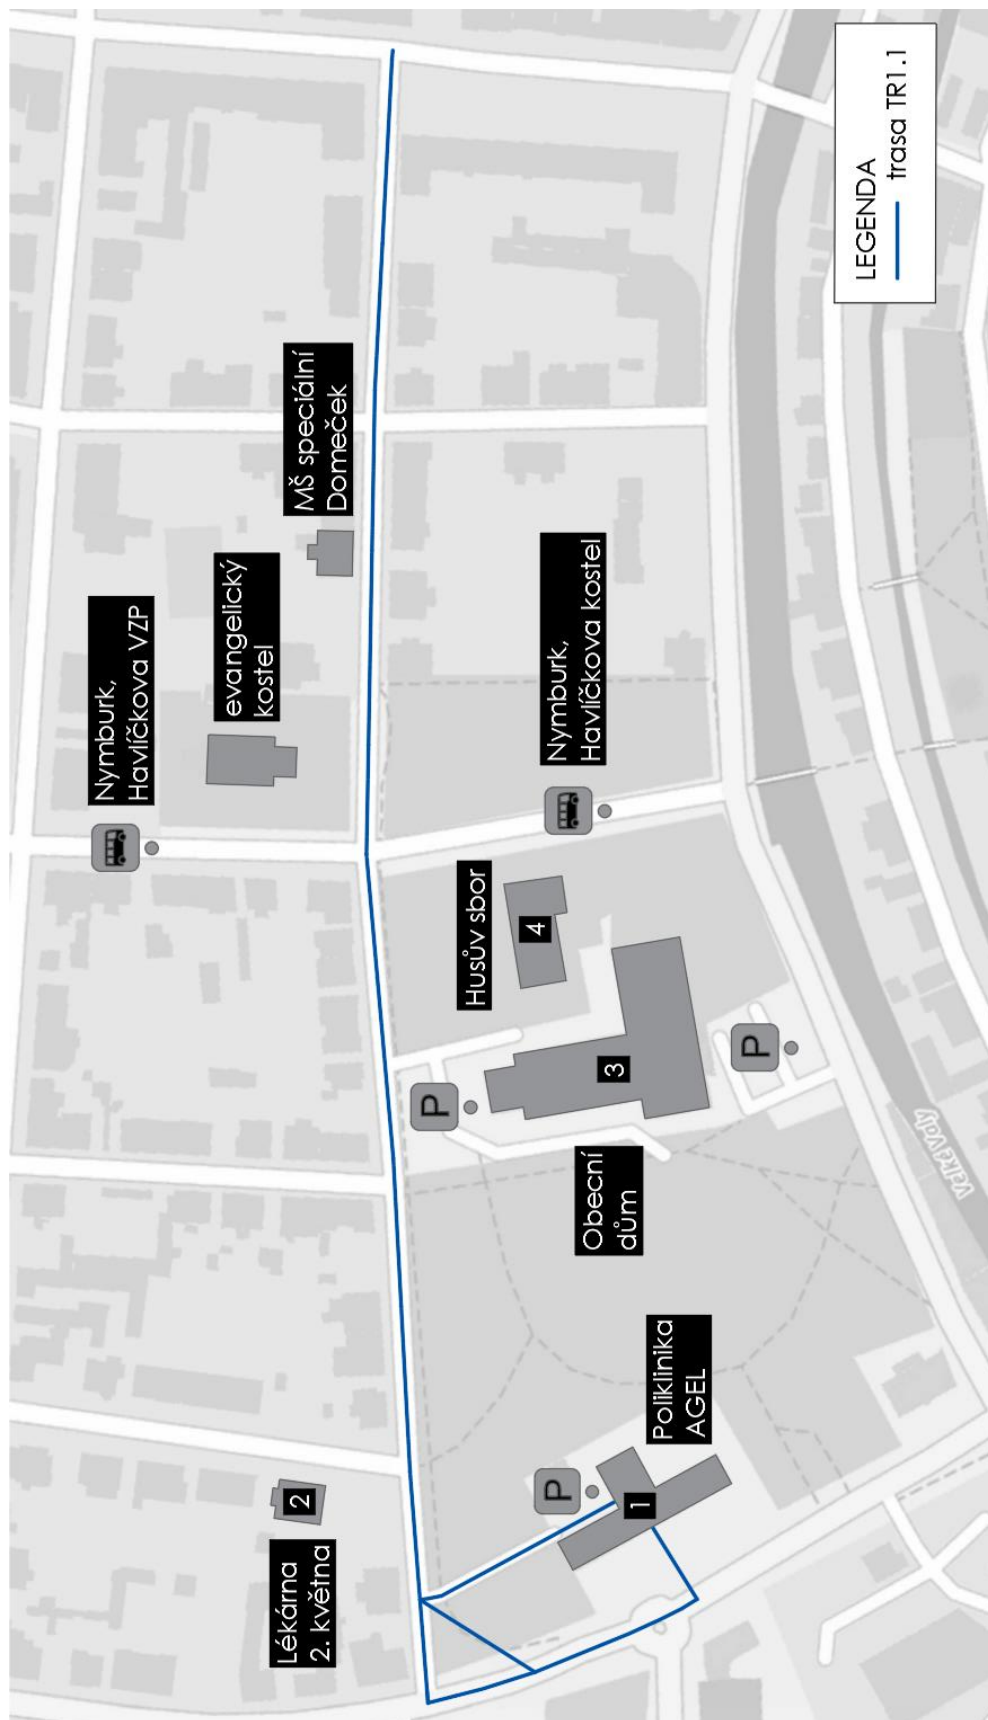 Lékárna
2. května
2
Poliklinika
AGEL
1
P
Obecní
dům
3
P
P
Husův sbor
4
Nymburk,
Havlíčkova VZP
evangelický
kostel
Nymburk,
Havlíčkova kostel
MŠ speciální
Domeček
Velké Valy
LEGENDA
trasa TR1.1